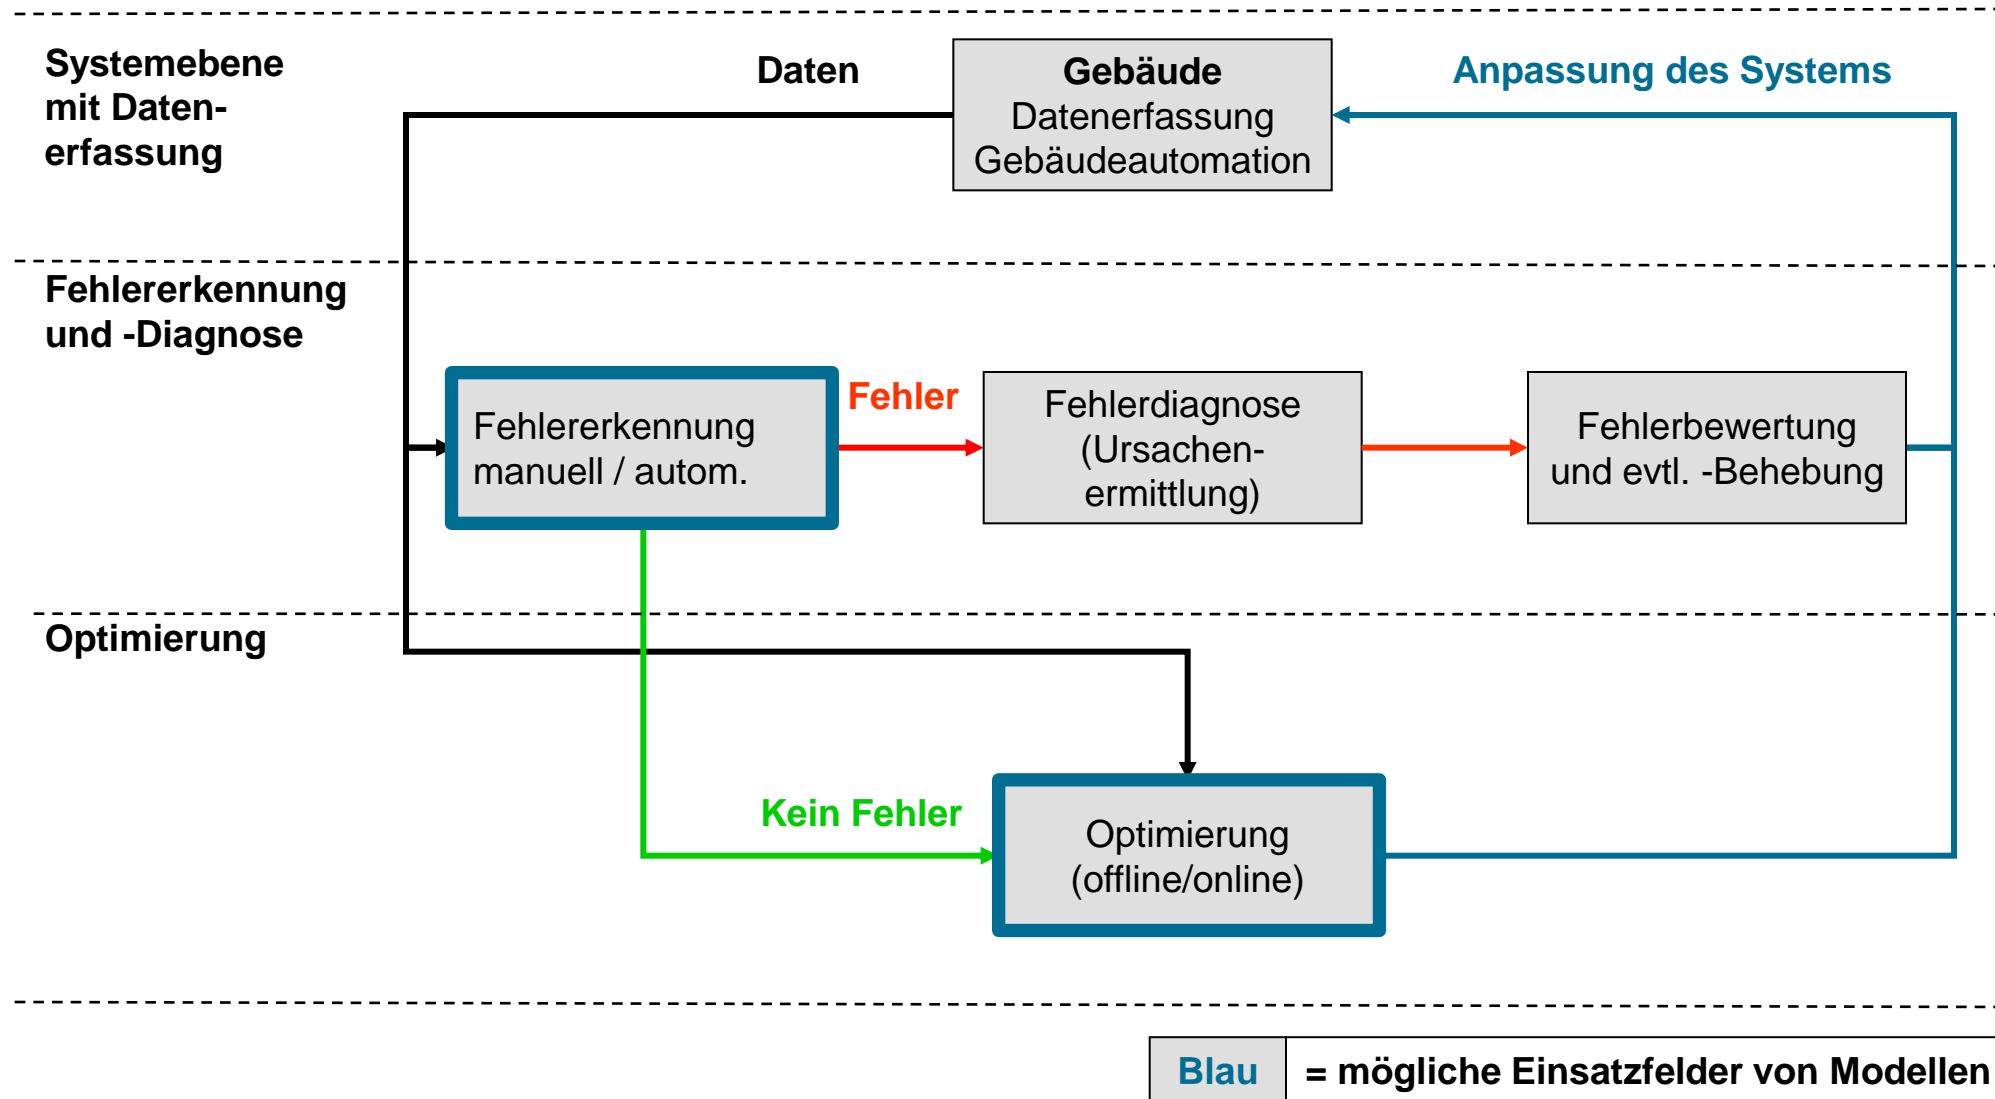 Systemebene
mit Daten-
erfassung
Daten
Gebäude
Datenerfassung
Gebäudeautomation
Anpassung des Systems
Fehlererkennung
und -Diagnose
Fehlererkennung
manuell / autom.
Fehler
Fehlerdiagnose
(Ursachen-
ermittlung)
Fehlerbewertung
und evtl. -Behebung
Optimierung
Kein Fehler
Optimierung
(offline/online)
Blau = mögliche Einsatzfelder von Modellen